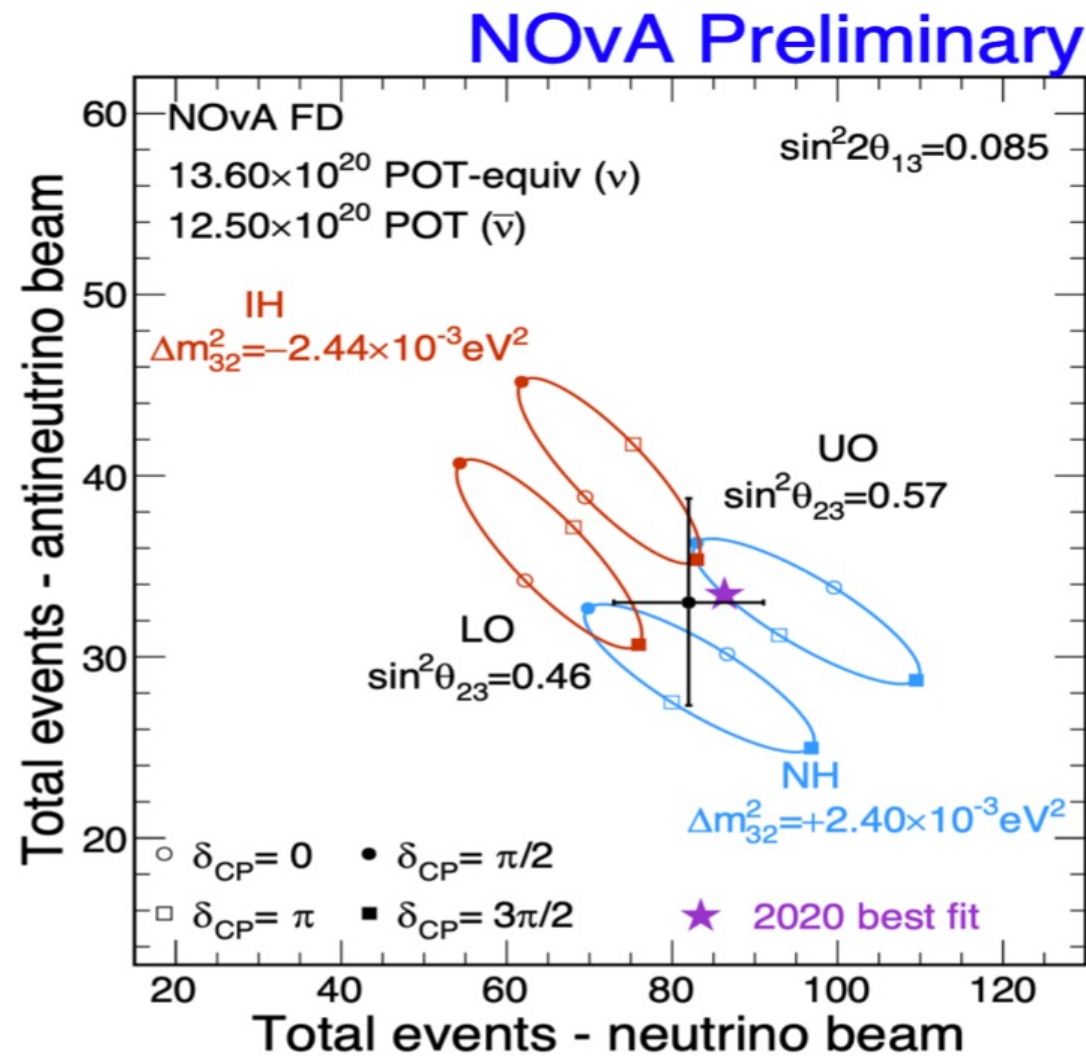 NOvA Preliminary
60
50
40
30
20
Total events - antineutrino beam
NOvA FD
13.60×10²⁰ POT-equiv (ν)
12.50×10²⁰ POT (ν̅)
sin²2θ₁₃=0.085
IH
Δm²₃₂=−2.44×10⁻³eV²
UO
sin²θ₂₃=0.57
LO
sin²θ₂₃=0.46
NH
Δm²₃₂=+2.40×10⁻³eV²
δCP= 0
δCP= π/2
δCP= π
δCP= 3π/2
2020 best fit
20 40 60 80 100 120
Total events - neutrino beam